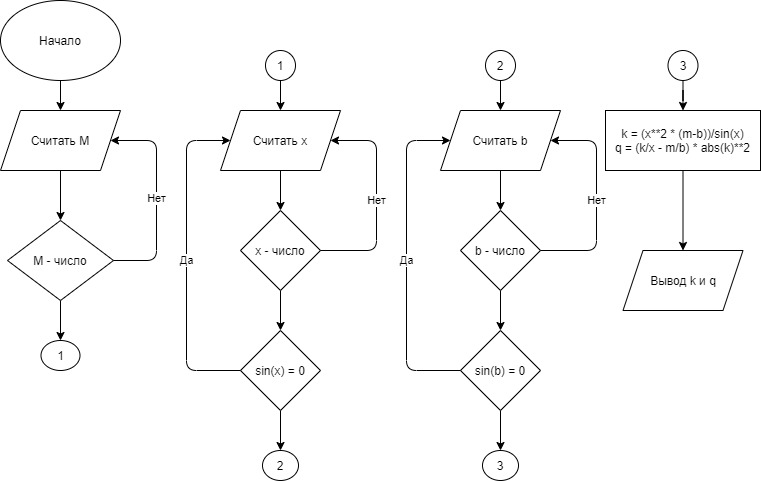 Начало
Считать М
Нет
М - число
1
1
Считать x
Нет
x - число
Да
sin(x) = 0
2
2
Считать b
Нет
b - число
Да
sin(b) = 0
3
3
k = (x**2 * (m-b))/sin(x)
q = (k/x - m/b) * abs(k)**2
Вывод k и q